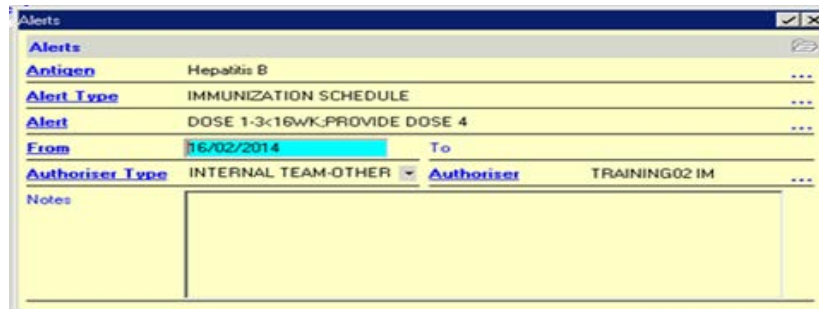 Alerts
Alerts
Antigen Hepatitis B ...
Alert Type IMMUNIZATION SCHEDULE ...
Alert DOSE 1-3<16WK;PROVIDE DOSE 4 ...
From 16/02/2014 To
Authoriser Type INTERNAL TEAM-OTHER Authoriser TRAINING02 IM ...
Notes